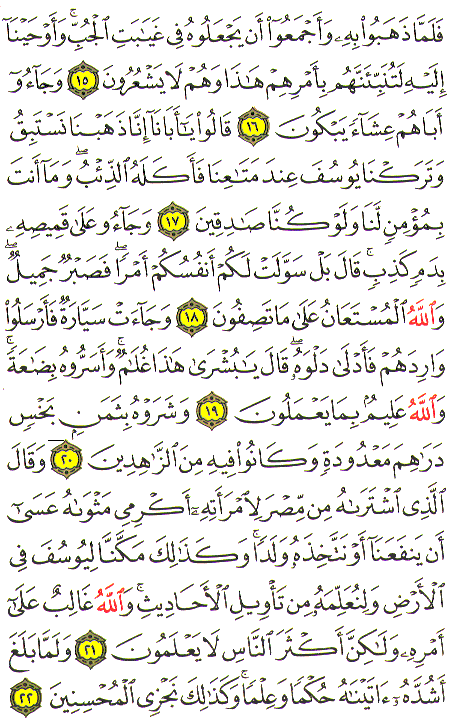 فَلَمَّا ذَهَبُوا۟ بِهِۦ وَأَجْمَعُوٓا۟ أَن يَجْعَلُوهُ فِى غَيَـٰبَتِ ٱلْجُبِّ ۚ وَأَوْحَيْنَآ
إِلَيْهِ لَتُنَبِّئَنَّهُم بِأَمْرِهِمْ هَـٰذَا وَهُمْ لَا يَشْعُرُونَ ١٥ وَجَآءُوٓ
أَبَاهُمْ عِشَآءً يَبْكُونَ ١٦ قَالُوا۟ يَـٰٓأَبَانَآ إِنَّا ذَهَبْنَا نَسْتَبِقُ
وَتَرَكْنَا يُوسُفَ عِندَ مَتَـٰعِنَا فَأَكَلَهُ ٱلذِّئْبُ ۖ وَمَآ أَنتَ
بِمُؤْمِنٍ لَّنَا وَلَوْ كُنَّا صَـٰدِقِينَ ١٧ وَجَآءُو عَلَىٰ قَمِيصِهِۦ
بِدَمٍ كَذِبٍ ۚ قَالَ بَلْ سَوَّلَتْ لَكُمْ أَنفُسُكُمْ أَمْرًا ۖ فَصَبْرٌ جَمِيلٌ ۖ
وَٱللَّهُ ٱلْمُسْتَعَانُ عَلَىٰ مَا تَصِفُونَ ١٨ وَجَآءَتْ سَيَّارَةٌ فَأَرْسَلُوا۟
وَارِدَهُمْ فَأَدْلَىٰ دَلْوَهُۥ ۖ قَالَ يَـٰبُشْرَىٰ هَـٰذَا غُلَـٰمٌ ۚ وَأَسَرُّوهُ بِضَـٰعَةً ۚ
وَٱللَّهُ عَلِيمٌۢ بِمَا يَعْمَلُونَ ١٩ وَشَرَوْهُ بِثَمَنٍۭ بَخْسٍ
دَرَٰهِمَ مَعْدُودَةٍ وَكَانُوا۟ فِيهِ مِنَ ٱلزَّٰهِدِينَ ٢٠ وَقَالَ
ٱلَّذِى ٱشْتَرَىٰهُ مِن مِّصْرَ لِٱمْرَأَتِهِۦٓ أَكْرِمِى مَثْوَىٰهُ عَسَىٰٓ
أَن يَنفَعَنَآ أَوْ نَتَّخِذَهُۥ وَلَدًا ۚ وَكَذَٰلِكَ مَكَّنَّا لِيُوسُفَ فِى
ٱلْأَرْضِ وَلِنُعَلِّمَهُۥ مِن تَأْوِيلِ ٱلْأَحَادِيثِ ۚ وَٱللَّهُ غَالِبٌ عَلَىٰٓ
أَمْرِهِۦ وَلَـٰكِنَّ أَكْثَرَ ٱلنَّاسِ لَا يَعْلَمُونَ ٢١ وَلَمَّا بَلَغَ
أَشُدَّهُۥٓ ءَاتَيْنَـٰهُ حُكْمًا وَعِلْمًا ۚ وَكَذَٰلِكَ نَجْزِى ٱلْمُحْسِنِينَ ٢٢